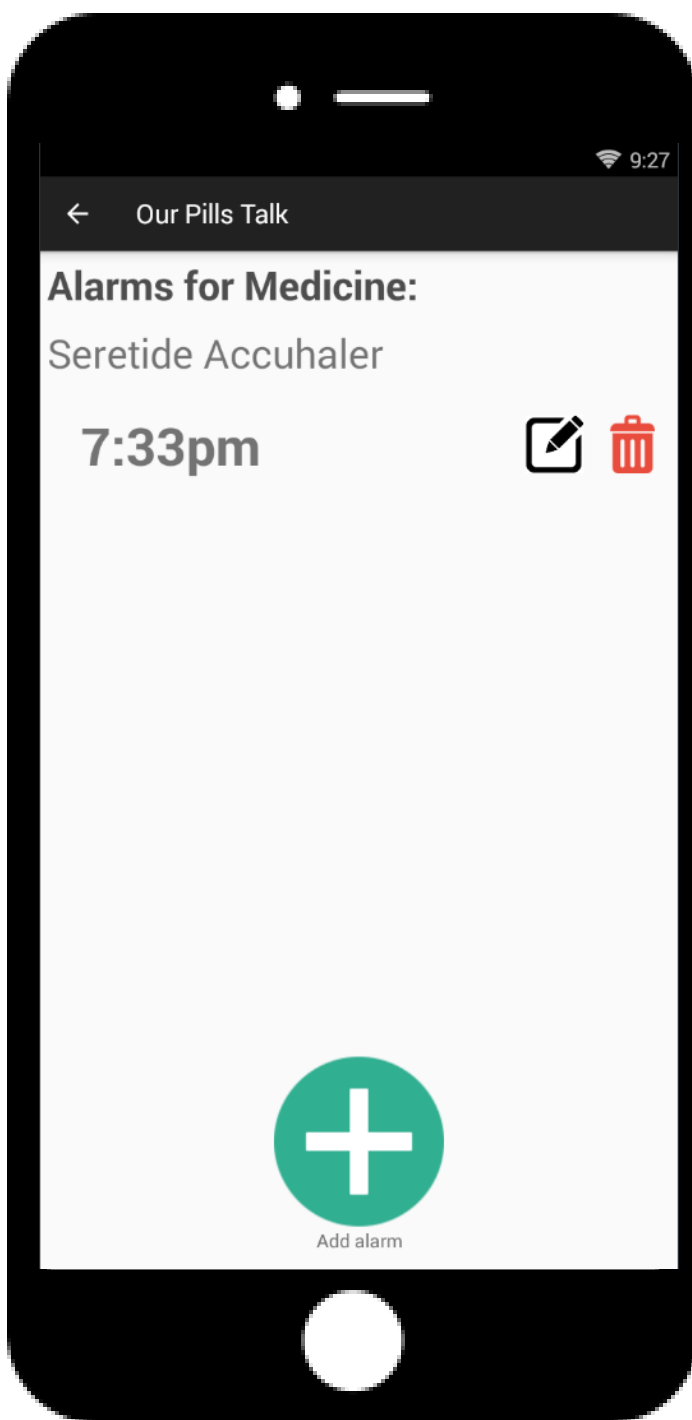 9:27
Our Pills Talk
Alarms for Medicine:
Seretide Accuhaler
7:33pm
Add alarm